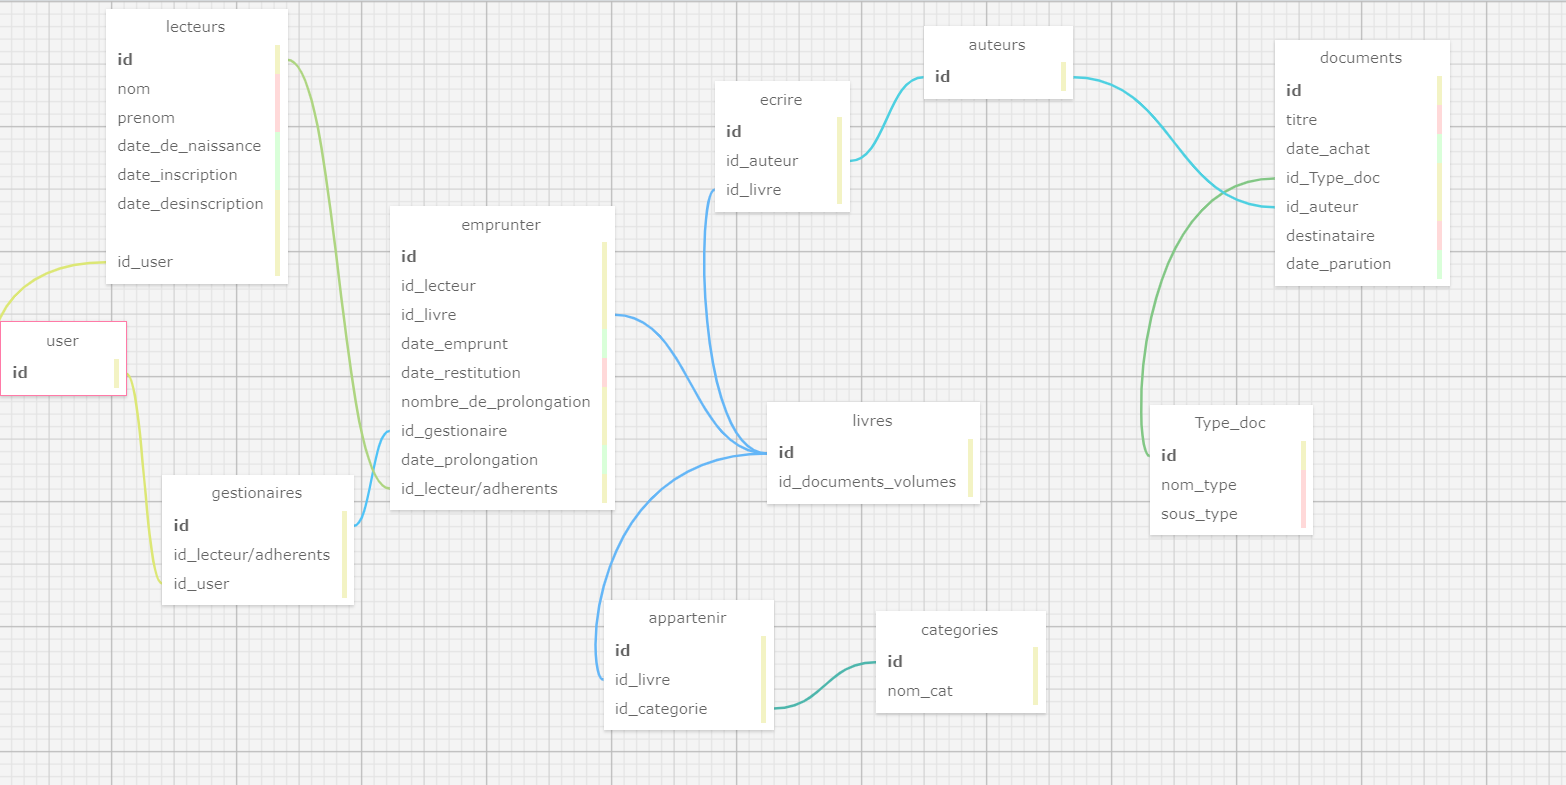 lecteurs
id
nom
prenom
date_de_naissance
date_inscription
date_desinscription
id_user
user
id
gestionaires
id
id_lecteur/adherents
id_user
emprunter
id
id_lecteur
id_livre
date_emprunt
date_restitution
nombre_de_prolongation
id_gestionaire
date_prolongation
id_lecteur/adherents
ecrire
id
id_auteur
id_livre
auteurs
id
livres
id
id_documents_volumes
appartenir
id
id_livre
id_categorie
categories
id
nom_cat
documents
id
titre
date_achat
id_Type_doc
id_auteur
destinataire
date_parution
Type_doc
id
nom_type
sous_type